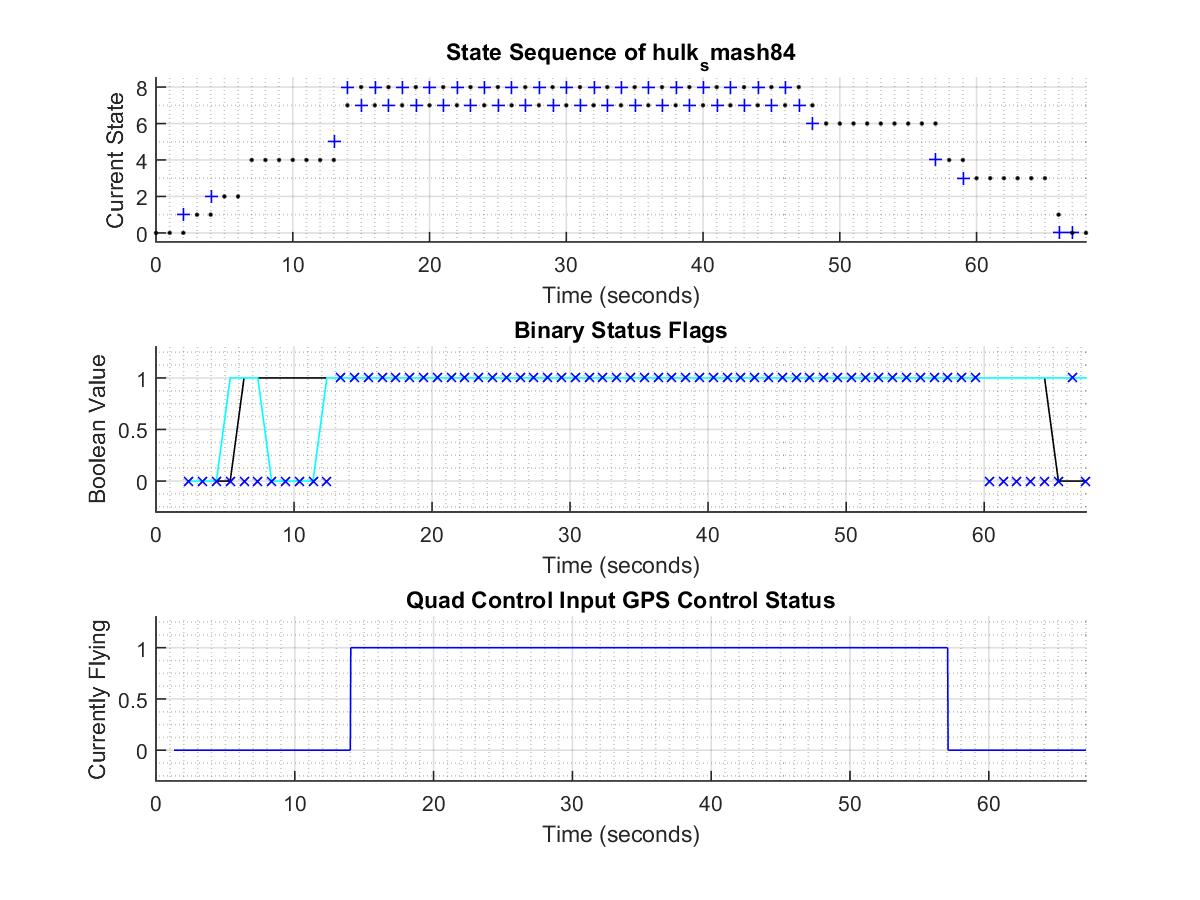 State Sequence of hulksmash84
Current State
8
6
4
2
0
0 10 20 30 40 50 60
Time (seconds)
Binary Status Flags
Boolean Value
1
0.5
0
0 10 20 30 40 50 60
Time (seconds)
Quad Control Input GPS Control Status
Currently Flying
1
0.5
0
0 10 20 30 40 50 60
Time (seconds)